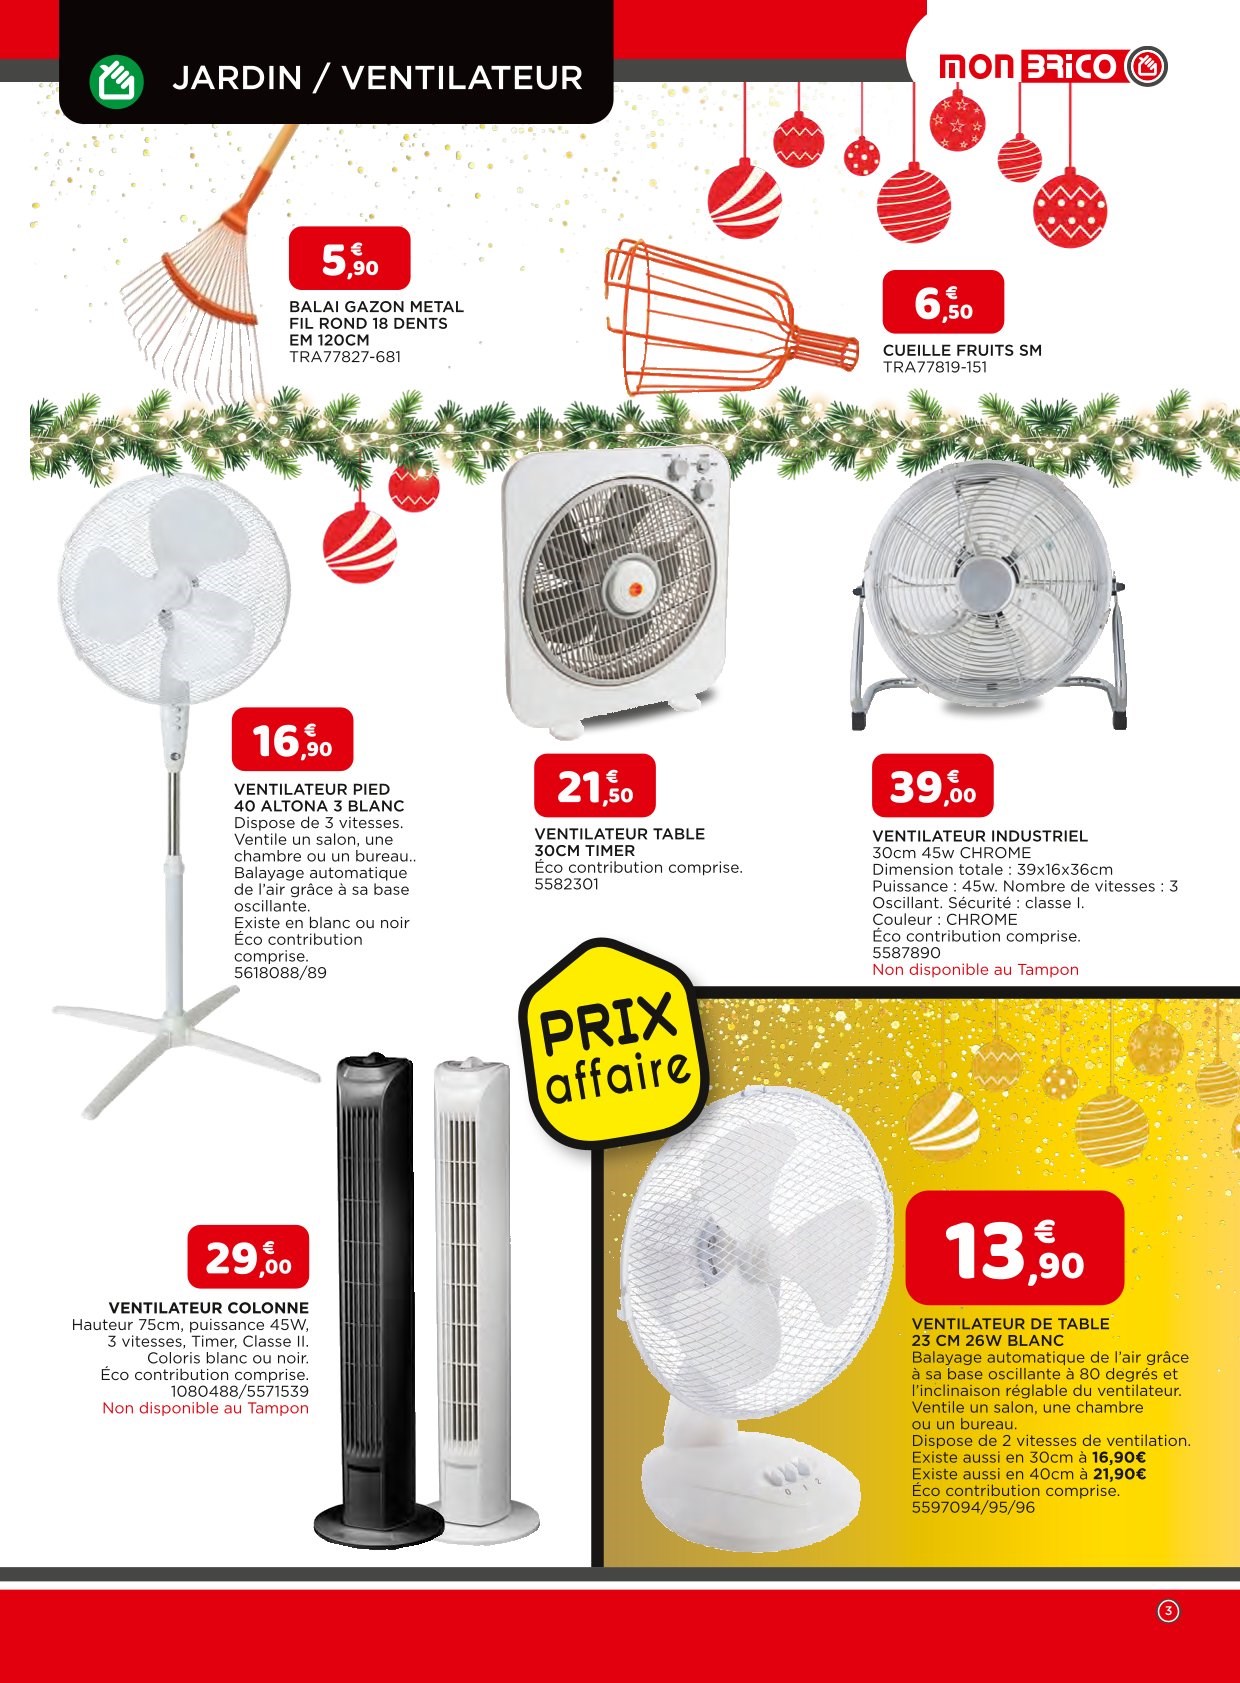 JARDIN / VENTILATEUR
mon BRICO
5,€90
BALAI GAZON METAL
FIL ROND 18 DENTS
EM 120CM
TRA77827-681
6,€50
CUEILLE FRUITS SM
TRA77819-151
16,€90
VENTILATEUR PIED
40 ALTONA 3 BLANC
Dispose de 3 vitesses.
Ventile un salon, une
chambre ou un bureau..
Balayage automatique
de l'air grâce à sa base
oscillante.
Existe en blanc ou noir
Éco contribution
comprise.
5618088/89
21,€50
VENTILATEUR TABLE
30CM TIMER
Éco contribution comprise.
5582301
39,€00
VENTILATEUR INDUSTRIEL
30cm 45w CHROME
Dimension totale : 39x16x36cm
Puissance : 45w. Nombre de vitesses : 3
Oscillant. Sécurité : classe I.
Couleur : CHROME
Éco contribution comprise.
5587890
Non disponible au Tampon
29,€00
VENTILATEUR COLONNE
Hauteur 75cm, puissance 45W,
3 vitesses, Timer, Classe II.
Coloris blanc ou noir.
Éco contribution comprise.
1080488/5571539
Non disponible au Tampon
PRIX
affaire
13,€90
VENTILATEUR DE TABLE
23 CM 26W BLANC
Balayage automatique de l'air grâce
à sa base oscillante à 80 degrés et
l'inclinaison réglable du ventilateur.
Ventile un salon, une chambre
ou un bureau.
Dispose de 2 vitesses de ventilation.
Existe aussi en 30cm à 16,90€
Existe aussi en 40cm à 21,90€
Éco contribution comprise.
5597094/95/96
0 1 2
3